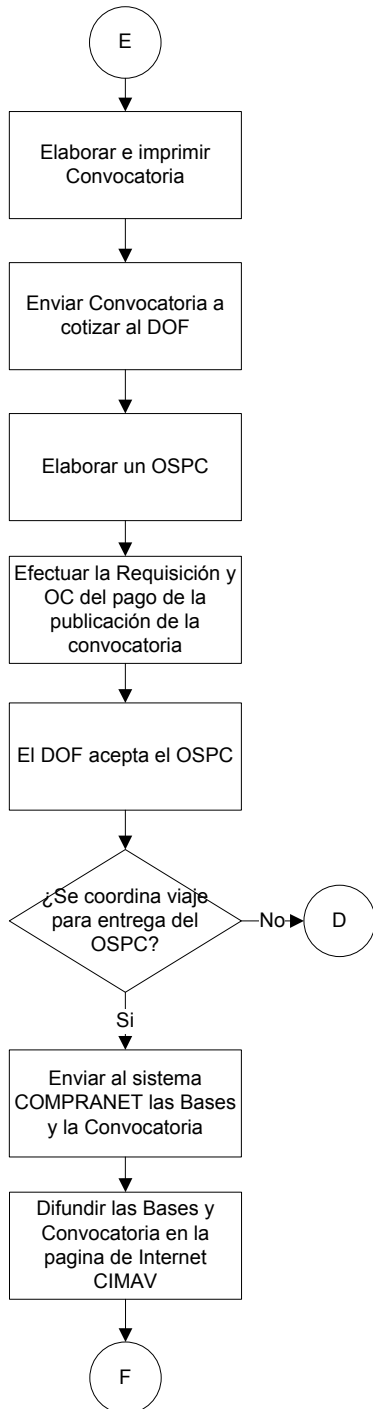 E
Elaborar e imprimir
Convocatoria
Enviar Convocatoria a
cotizar al DOF
Elaborar un OSPC
Efectuar la Requisición y
OC del pago de la
publicación de la
convocatoria
El DOF acepta el OSPC
¿Se coordina viaje
para entrega del
OSPC?
No
D
Si
Enviar al sistema
COMPRANET las Bases
y la Convocatoria
Difundir las Bases y
Convocatoria en la
pagina de Internet
CIMAV
F